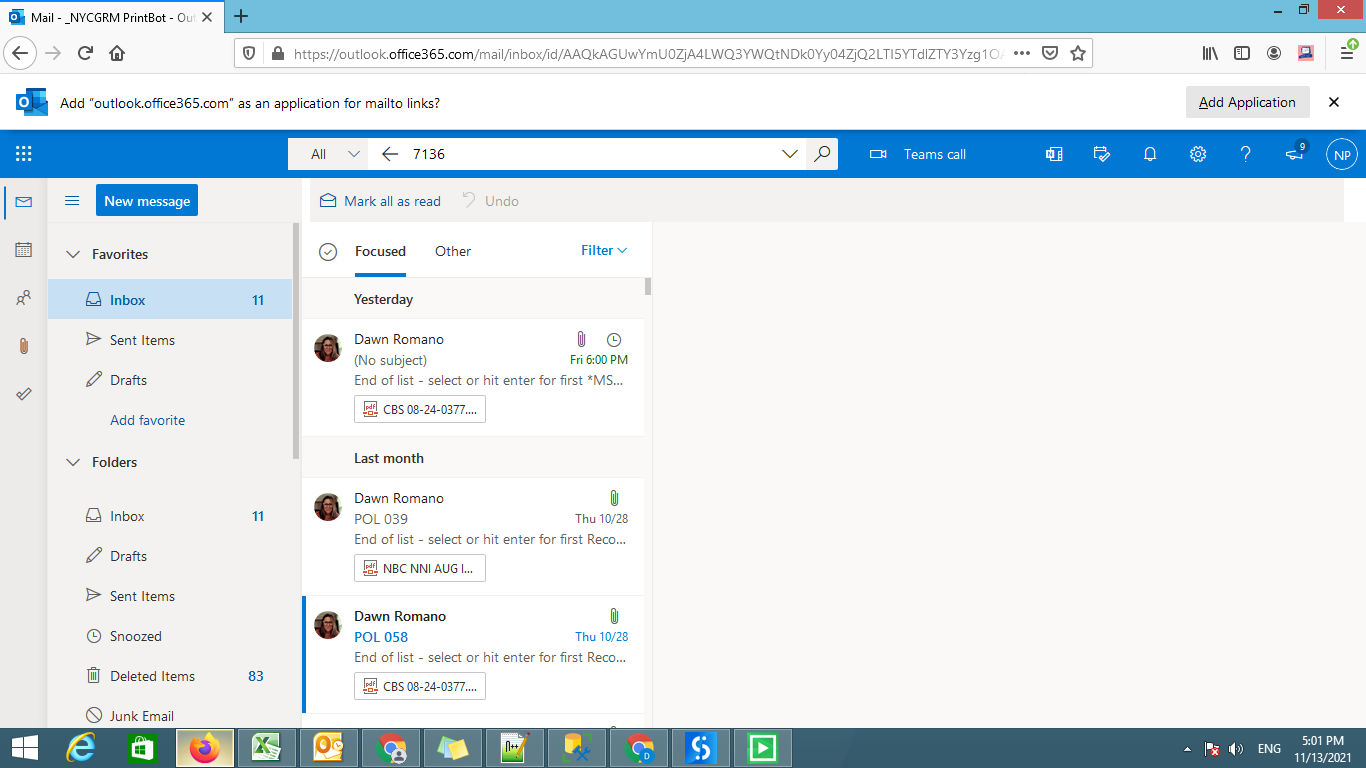 Mail - _NYCGRM PrintBot - Out
https://outlook.office365.com/mail/inbox/id/
Add "outlook.office365.com" as an application for mailto links?
Add Application
All
7136
Teams call
9
NP
New message
Mark all as read
Undo
Favorites
Inbox 11
Sent Items
Drafts
Add favorite
Folders
Inbox 11
Drafts
Sent Items
Snoozed
Deleted Items 83
Junk Email
Focused
Other
Filter
Yesterday
Dawn Romano
(No subject) Fri 6:00 PM
End of list - select or hit enter for first *MS...
pdf CBS 08-24-0377....
Last month
Dawn Romano
POL 039 Thu 10/28
End of list - select or hit enter for first Reco...
pdf NBC NNI AUG I...
Dawn Romano
POL 058 Thu 10/28
End of list - select or hit enter for first Reco...
pdf CBS 08-24-0377....
ENG
5:01 PM
11/13/2021